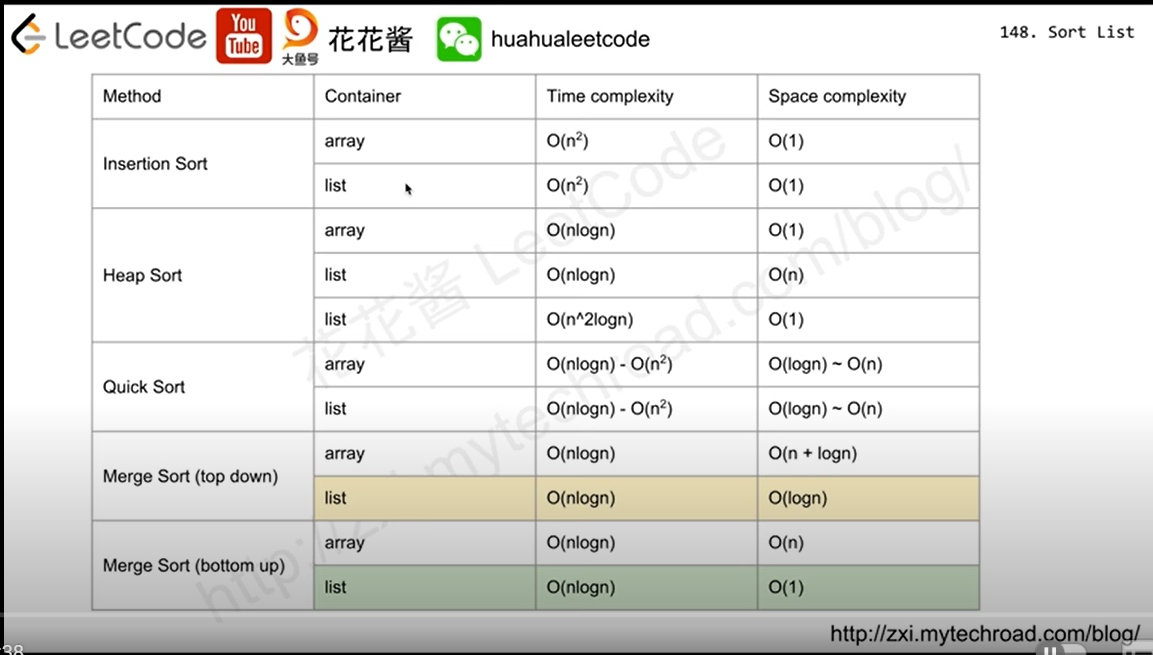 LeetCode You Tube 大鱼号 花花酱 huahualeetcode 148. Sort List
Method Container Time complexity Space complexity
Insertion Sort array O(n²) O(1)
list O(n²) O(1)
Heap Sort array O(nlogn) O(1)
list O(nlogn) O(n)
list O(n^2logn) O(1)
Quick Sort array O(nlogn) - O(n²) O(logn) ~ O(n)
list O(nlogn) - O(n²) O(logn) ~ O(n)
Merge Sort (top down) array O(nlogn) O(n + logn)
list O(nlogn) O(logn)
Merge Sort (bottom up) array O(nlogn) O(n)
list O(nlogn) O(1)
花花酱 LeetCode
http://zxi.mytechroad.com/blog/
http://zxi.mytechroad.com/blog/
:38